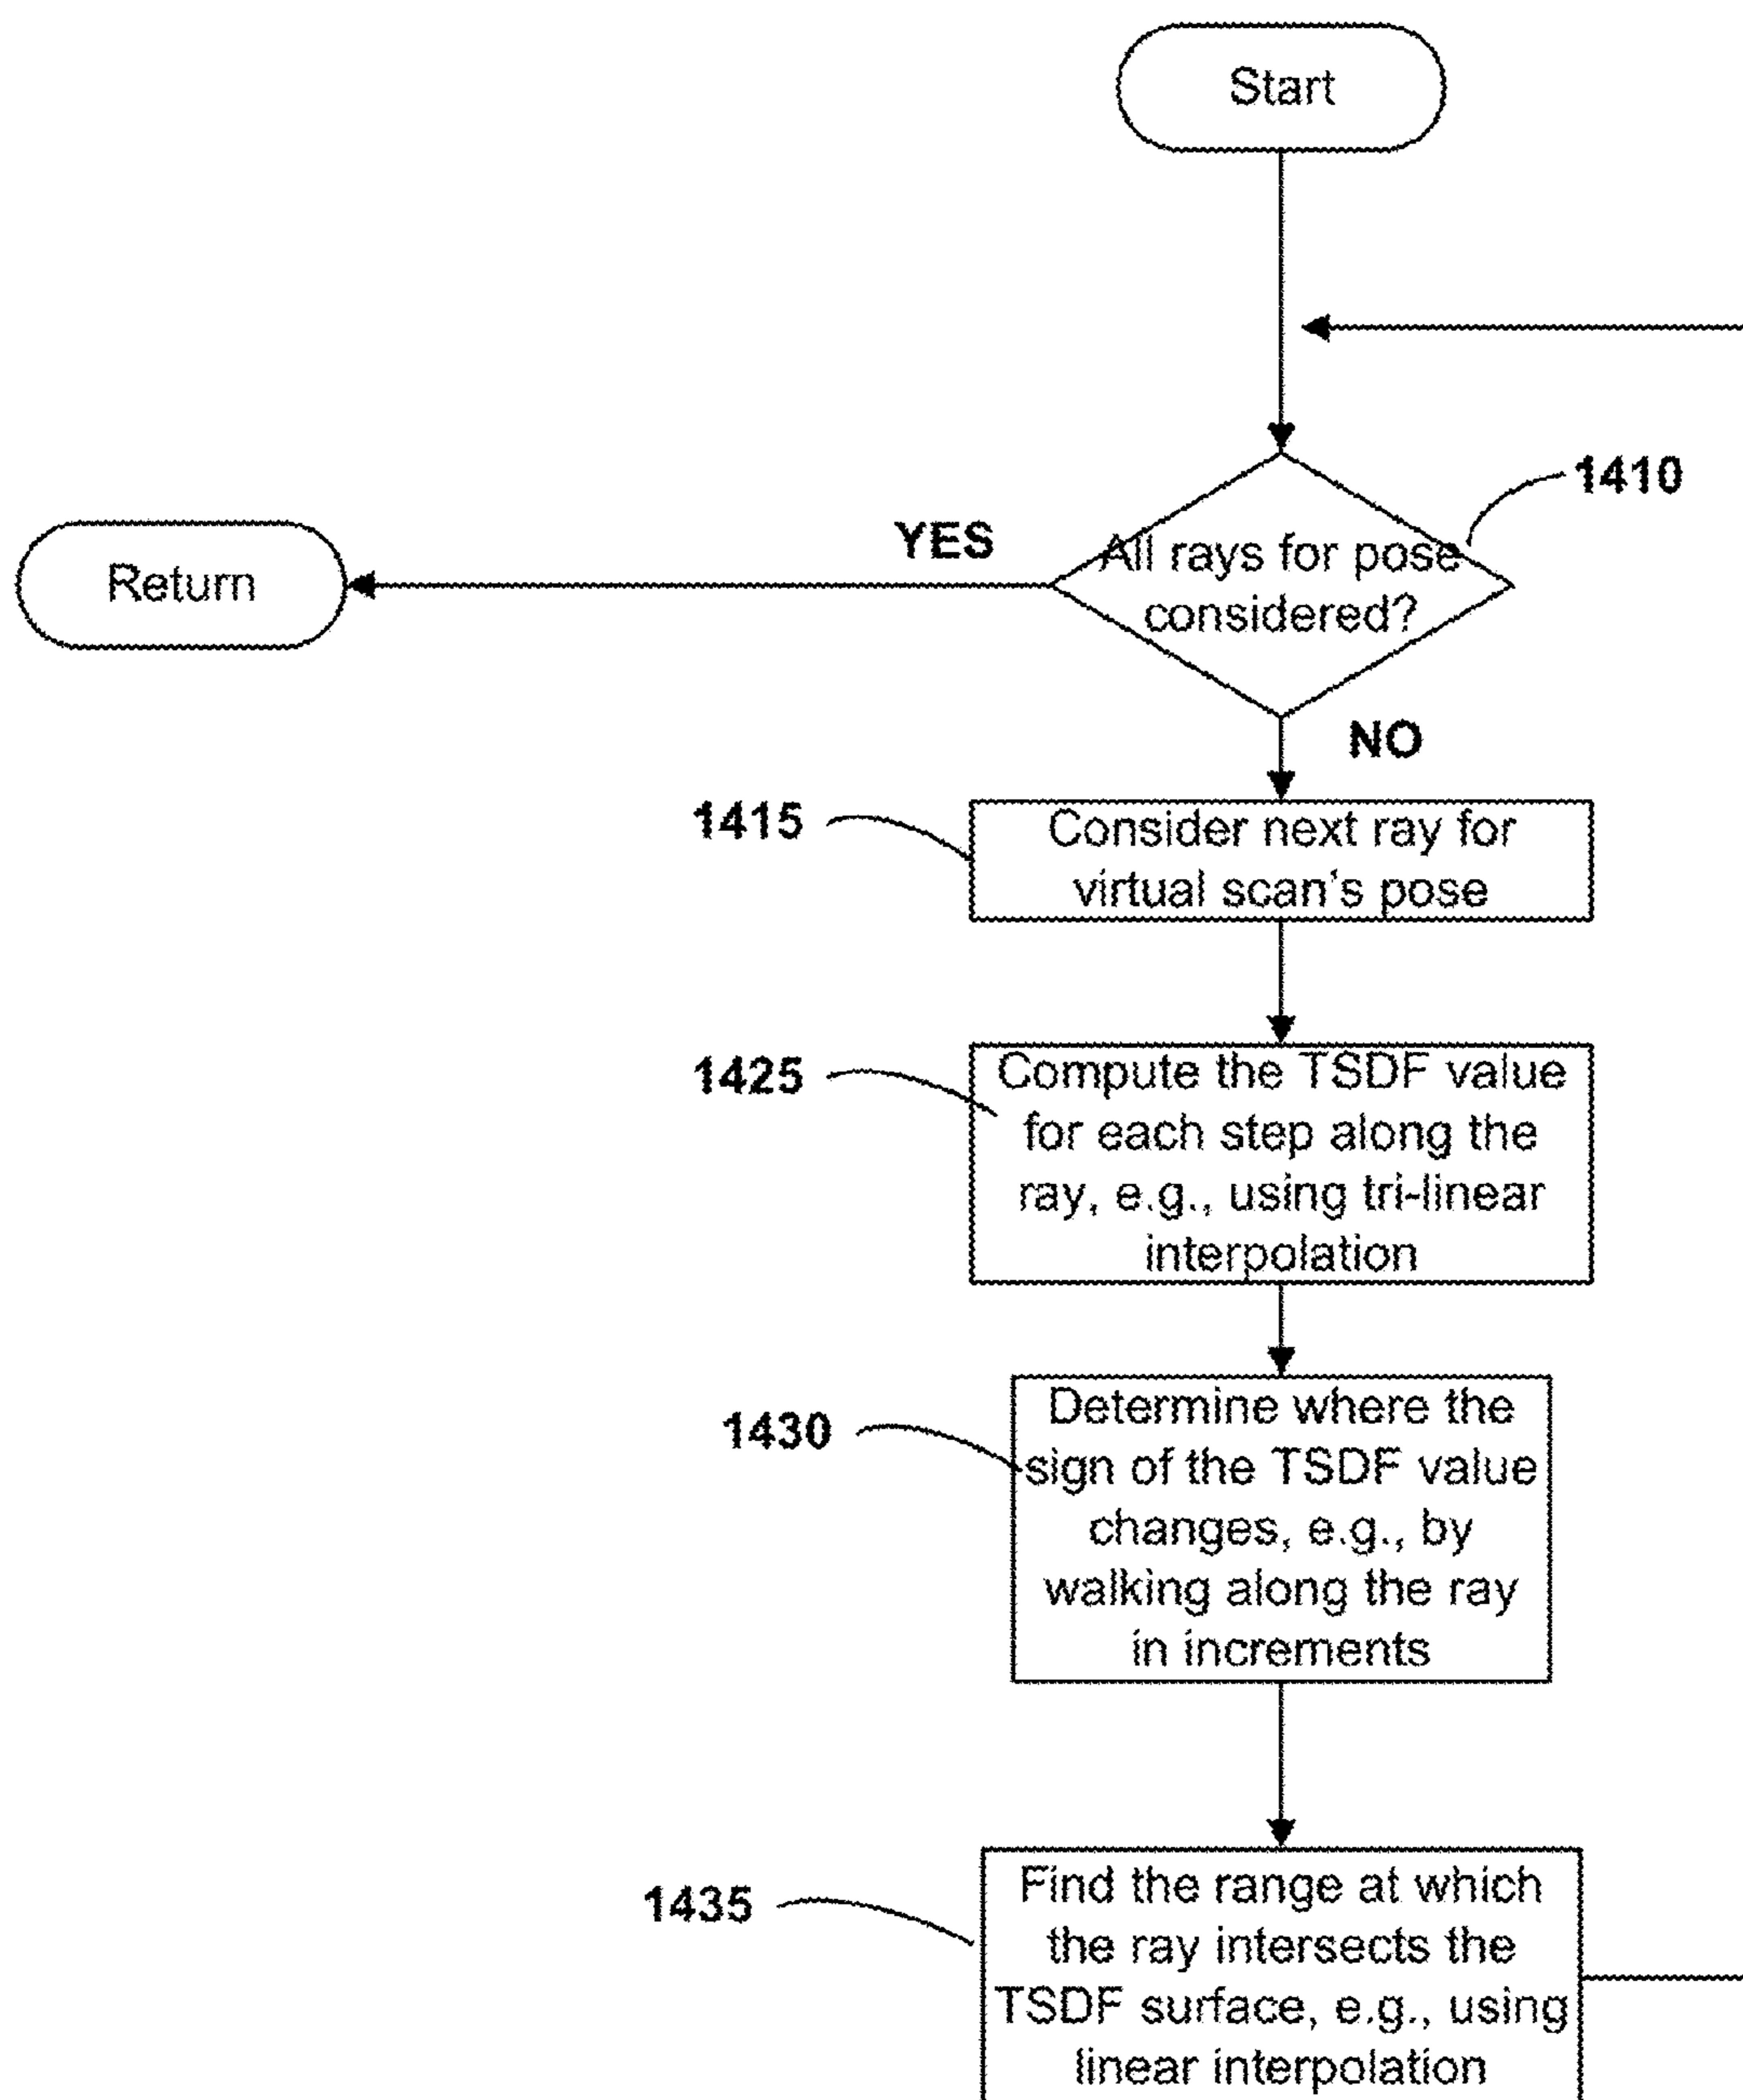 Start
1410
YES
All rays for pose
considered?
Return
NO
1415
Consider next ray for
virtual scan's pose
1425
Compute the TSDF value
for each step along the
ray, e.g., using tri-linear
interpolation
1430
Determine where the
sign of the TSDF value
changes, e.g., by
walking along the ray
in increments
1435
Find the range at which
the ray intersects the
TSDF surface, e.g., using
linear interpolation